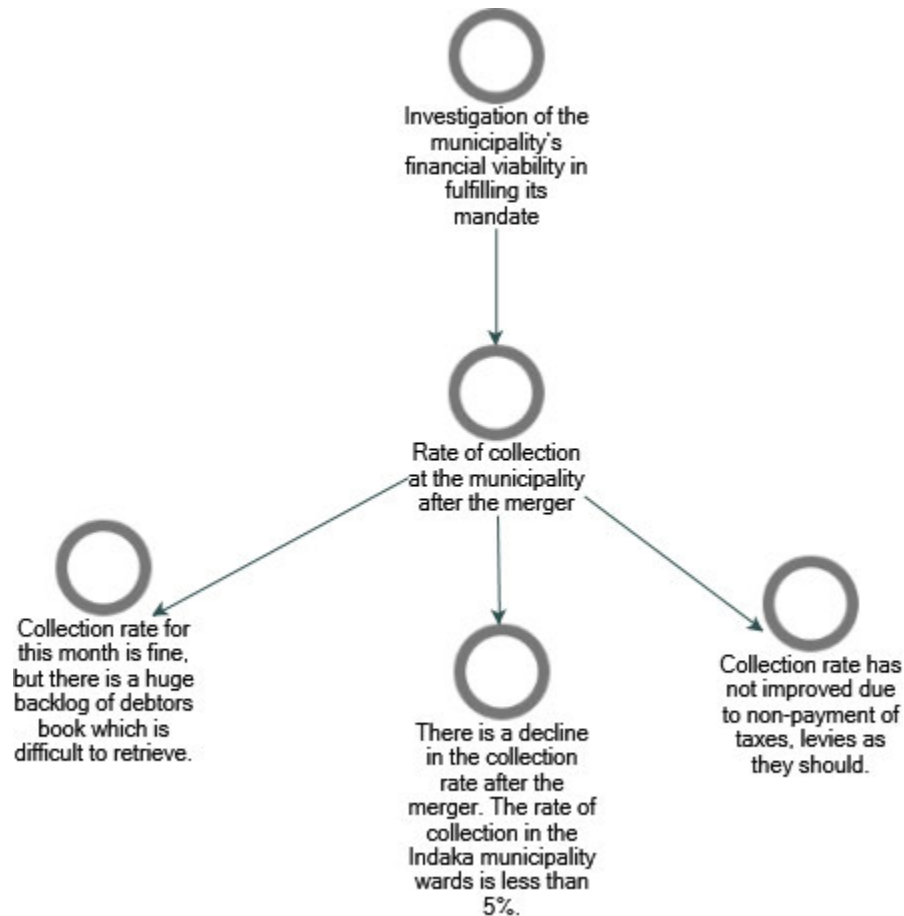 Investigation of the
municipality's
financial viability in
fulfilling its
mandate
Rate of collection
at the municipality
after the merger
Collection rate for
this month is fine,
but there is a huge
backlog of debtors
book which is
difficult to retrieve.
There is a decline
in the collection
rate after the
merger. The rate of
collection in the
Indaka municipality
wards is less than
5%.
Collection rate has
not improved due
to non-payment of
taxes, levies as
they should.